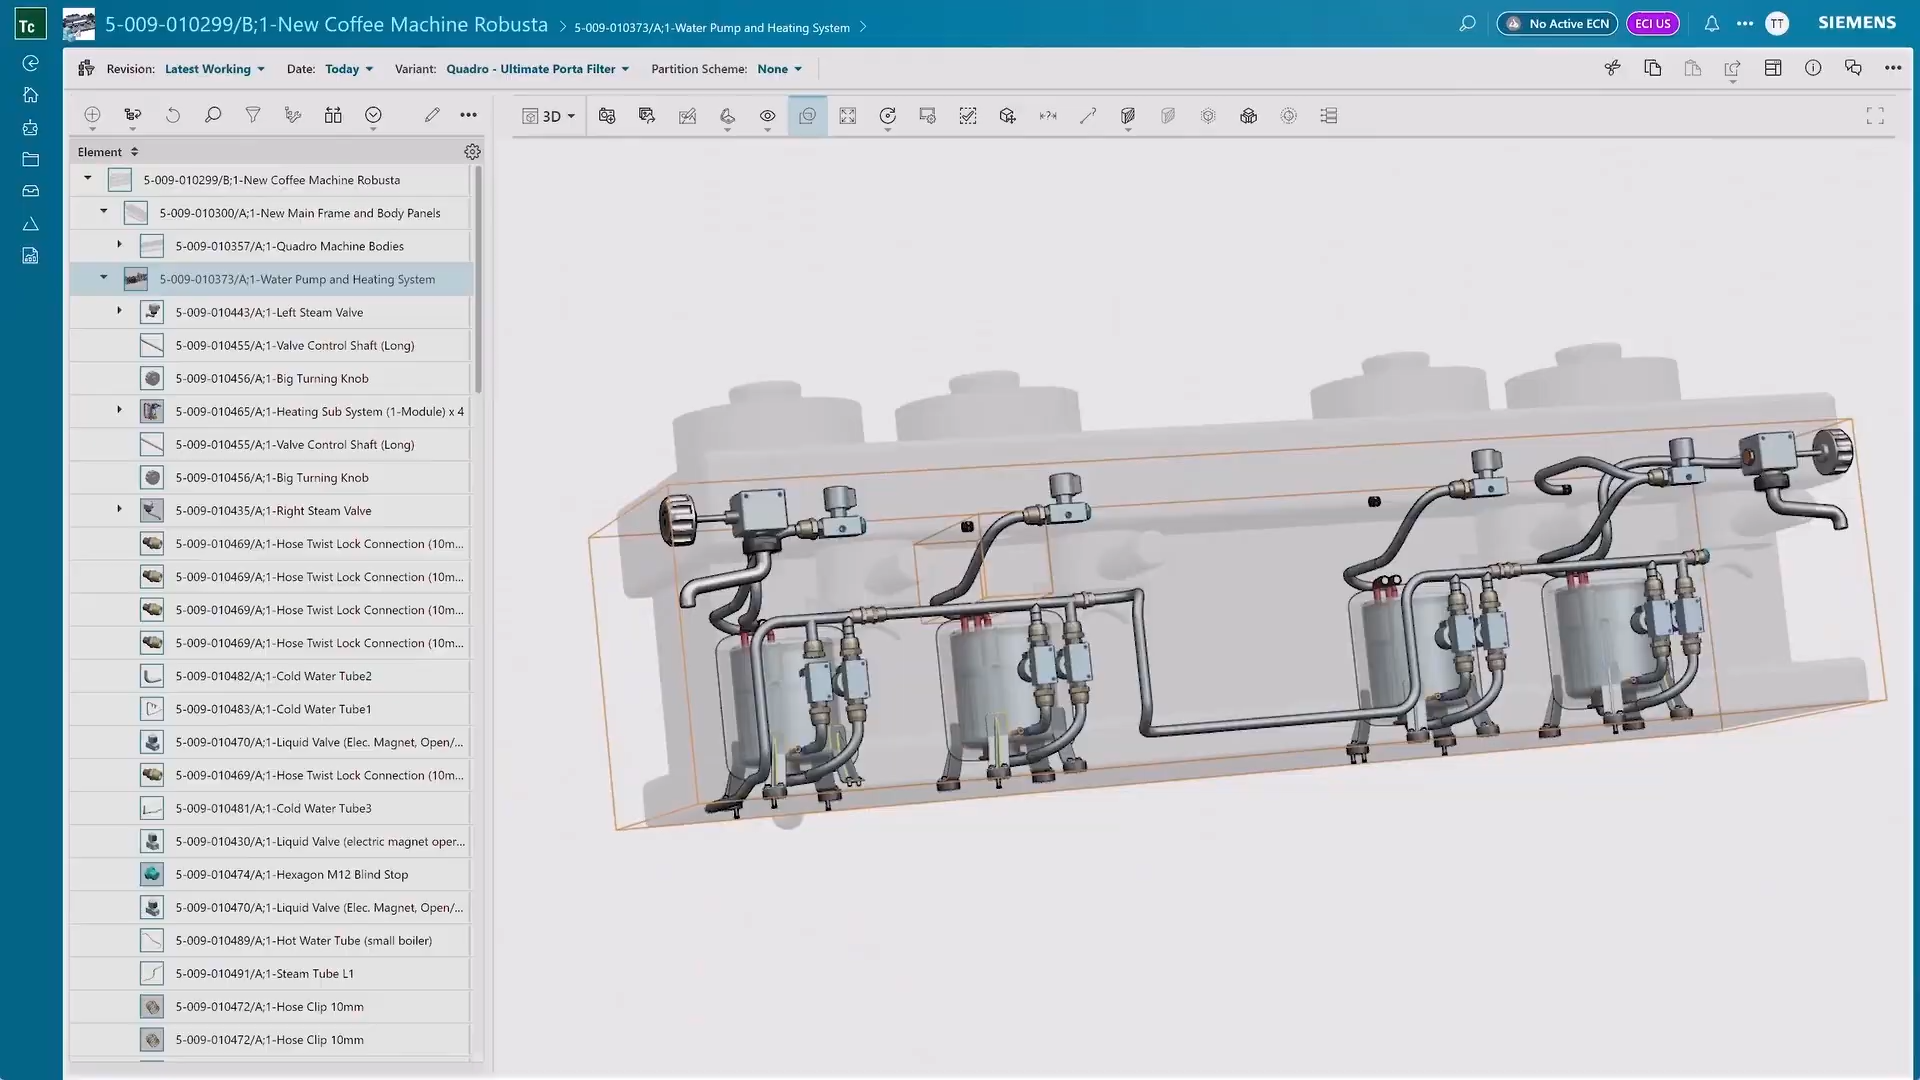 Tc
5-009-010299/B;1-New Coffee Machine Robusta
5-009-010373/A;1-Water Pump and Heating System
No Active ECN
ECI US
TT
SIEMENS
Revision: Latest Working
Date: Today
Variant: Quadro - Ultimate Porta Filter
Partition Scheme: None
3D
Element
5-009-010299/B;1-New Coffee Machine Robusta
5-009-010300/A;1-New Main Frame and Body Panels
5-009-010357/A;1-Quadro Machine Bodies
5-009-010373/A;1-Water Pump and Heating System
5-009-010443/A;1-Left Steam Valve
5-009-010455/A;1-Valve Control Shaft (Long)
5-009-010456/A;1-Big Turning Knob
5-009-010465/A;1-Heating Sub System (1-Module) x 4
5-009-010455/A;1-Valve Control Shaft (Long)
5-009-010456/A;1-Big Turning Knob
5-009-010435/A;1-Right Steam Valve
5-009-010469/A;1-Hose Twist Lock Connection (10m...
5-009-010469/A;1-Hose Twist Lock Connection (10m...
5-009-010469/A;1-Hose Twist Lock Connection (10m...
5-009-010469/A;1-Hose Twist Lock Connection (10m...
5-009-010482/A;1-Cold Water Tube2
5-009-010483/A;1-Cold Water Tube1
5-009-010470/A;1-Liquid Valve (Elec. Magnet, Open/...
5-009-010469/A;1-Hose Twist Lock Connection (10m...
5-009-010481/A;1-Cold Water Tube3
5-009-010430/A;1-Liquid Valve (electric magnet oper...
5-009-010474/A;1-Hexagon M12 Blind Stop
5-009-010470/A;1-Liquid Valve (Elec. Magnet, Open/...
5-009-010489/A;1-Hot Water Tube (small boiler)
5-009-010491/A;1-Steam Tube L1
5-009-010472/A;1-Hose Clip 10mm
5-009-010472/A;1-Hose Clip 10mm